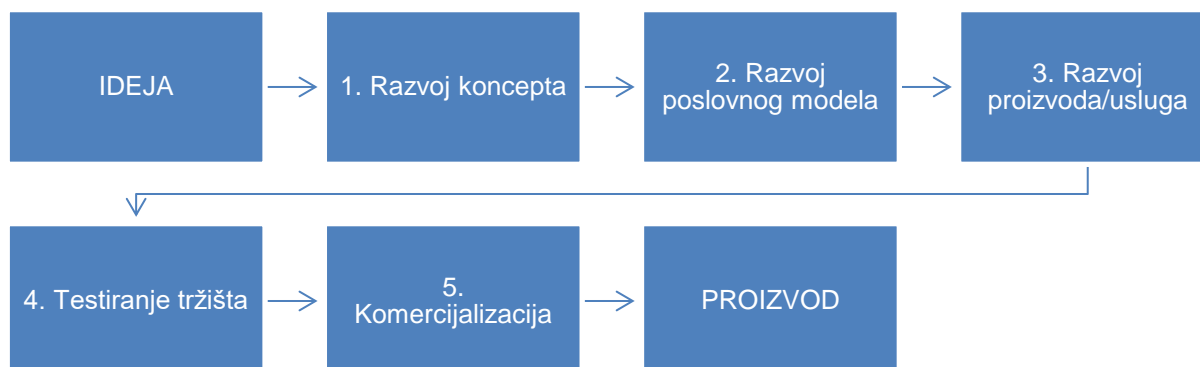 IDEJA
1. Razvoj koncepta
2. Razvoj
poslovnog modela
3. Razvoj
proizvoda/usluga
4. Testiranje tržišta
5.
Komercijalizacija
PROIZVOD